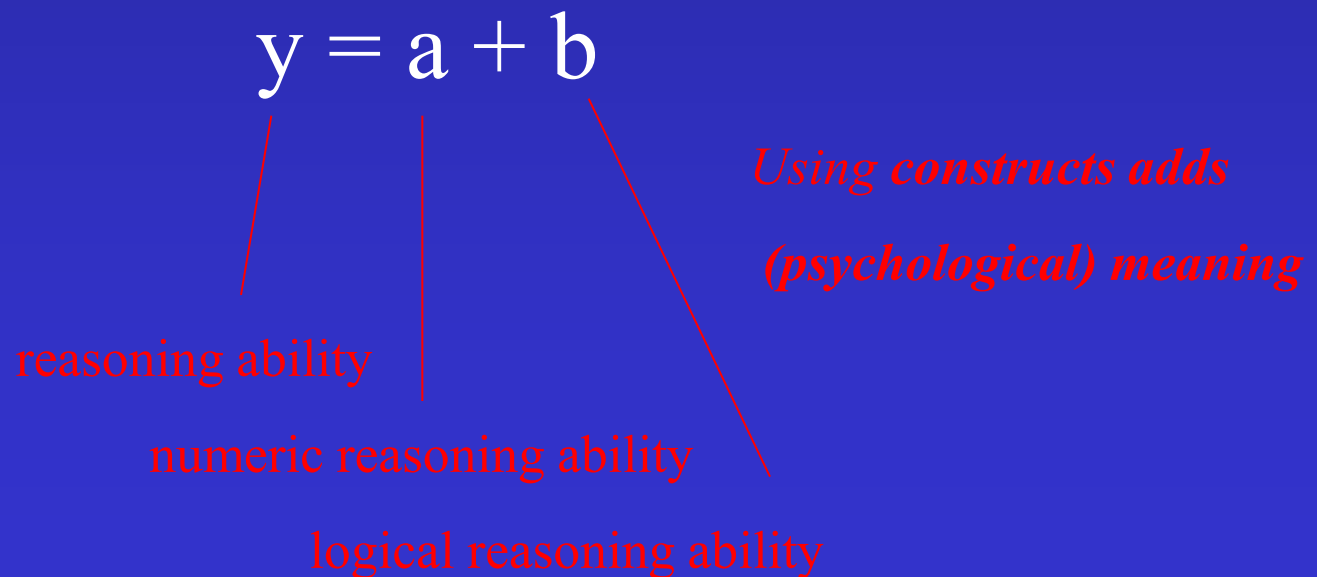 y = a + b
Using constructs adds
(psychological) meaning
reasoning ability
numeric reasoning ability
logical reasoning ability